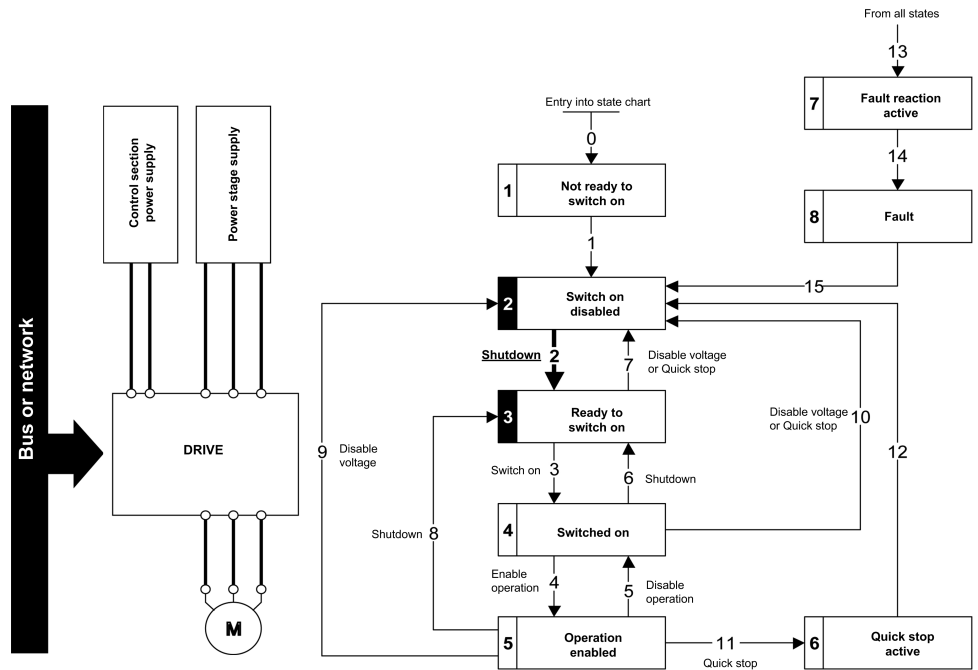 From all states
13
7
Fault reaction
active
14
8
Fault
15
Entry into state chart
0
1
Not ready to
switch on
1
2
Switch on
disabled
Shutdown 2
7
Disable voltage
or Quick stop
3
Ready to
switch on
Switch on 3
6 Shutdown
4
Switched on
Enable
operation
4
5
Disable
operation
5
Operation
enabled
11
Quick stop
6
Quick stop
active
Disable voltage
or Quick stop
10
12
9 Disable
voltage
Shutdown 8
Bus or network
Control section
power supply
Power stage supply
DRIVE
M